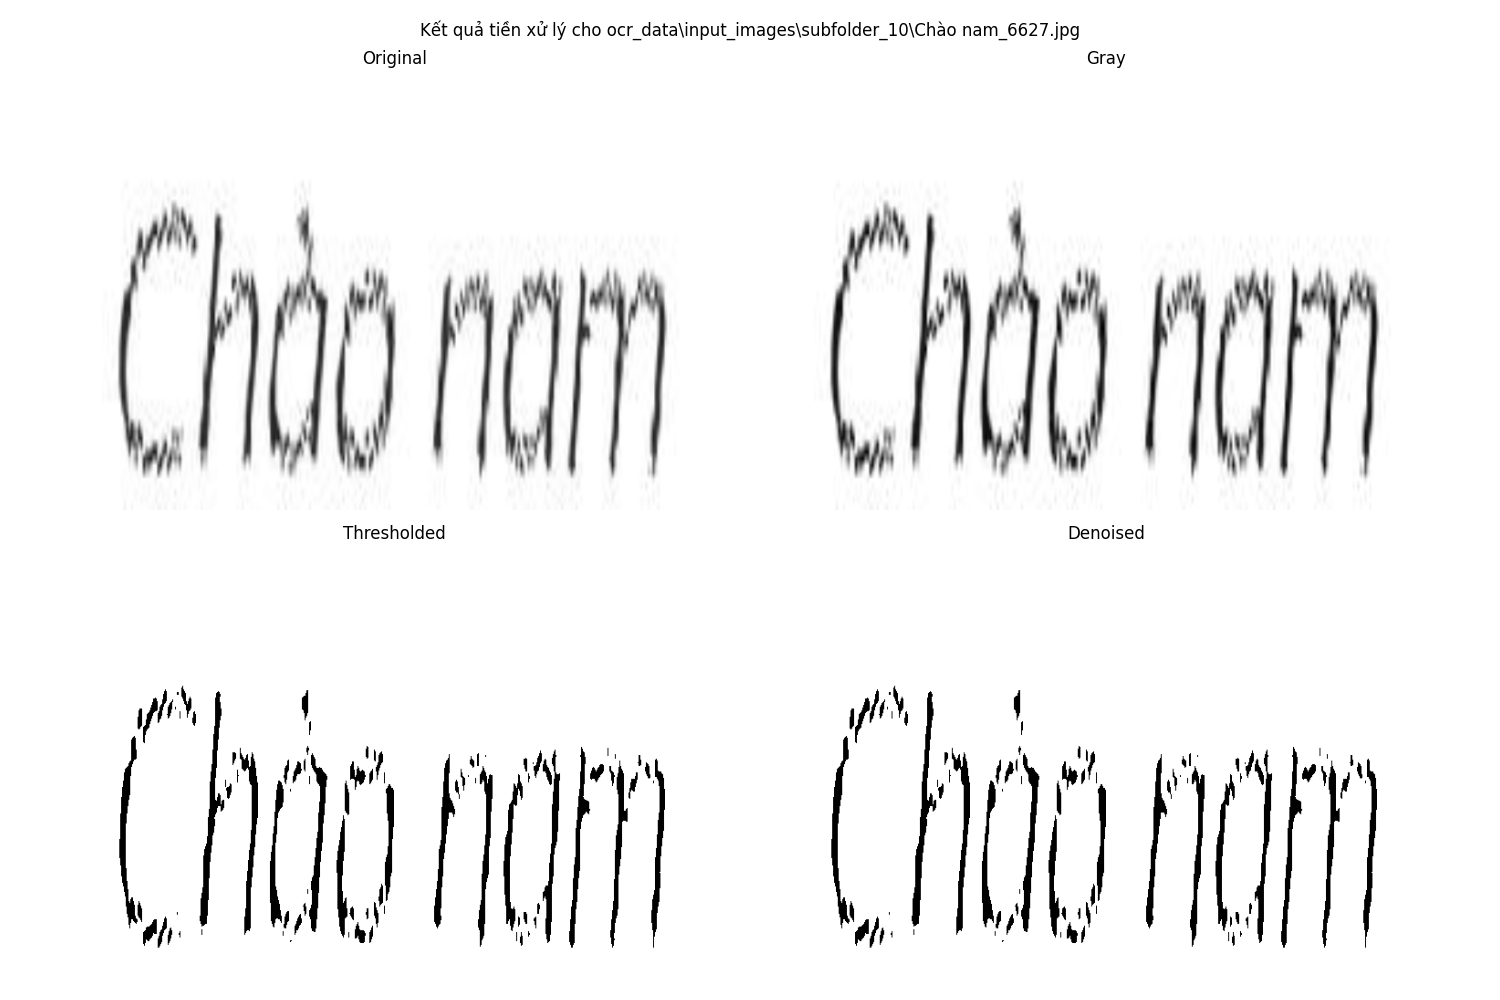 Kết quả tiền xử lý cho ocr_data\input_images\subfolder_10\Chào nam_6627.jpg
Original
Gray
Chào nam
Chào nam
Thresholded
Denoised
Chào nam
Chào nam